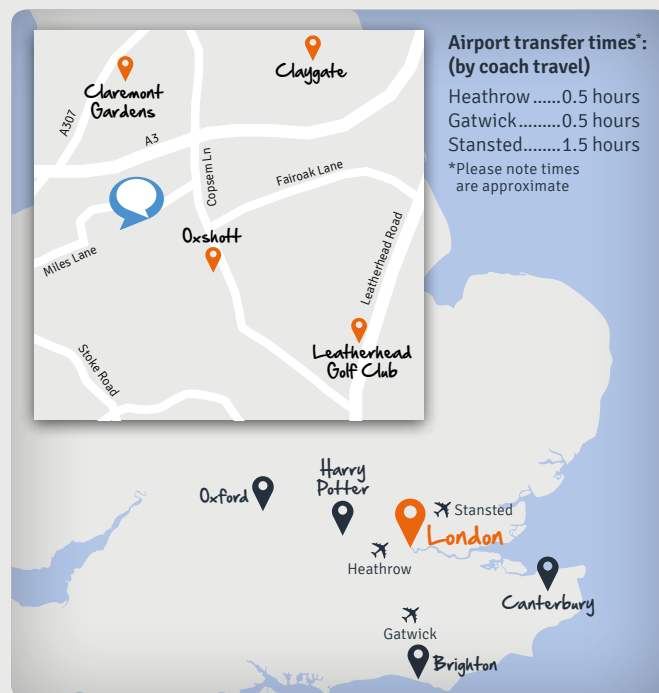 Airport transfer times*:
(by coach travel)
Heathrow......0.5 hours
Gatwick........0.5 hours
Stansted.......1.5 hours
*Please note times
are approximate
Claremont
Gardens
Claygate
A307
A3
Copsem Ln
Fairoak Lane
Oxshott
Miles Lane
Leatherhead Road
Leatherhead
Golf Club
Stoke Road
Oxford
Harry
Potter
Stansted
London
Heathrow
Canterbury
Gatwick
Brighton